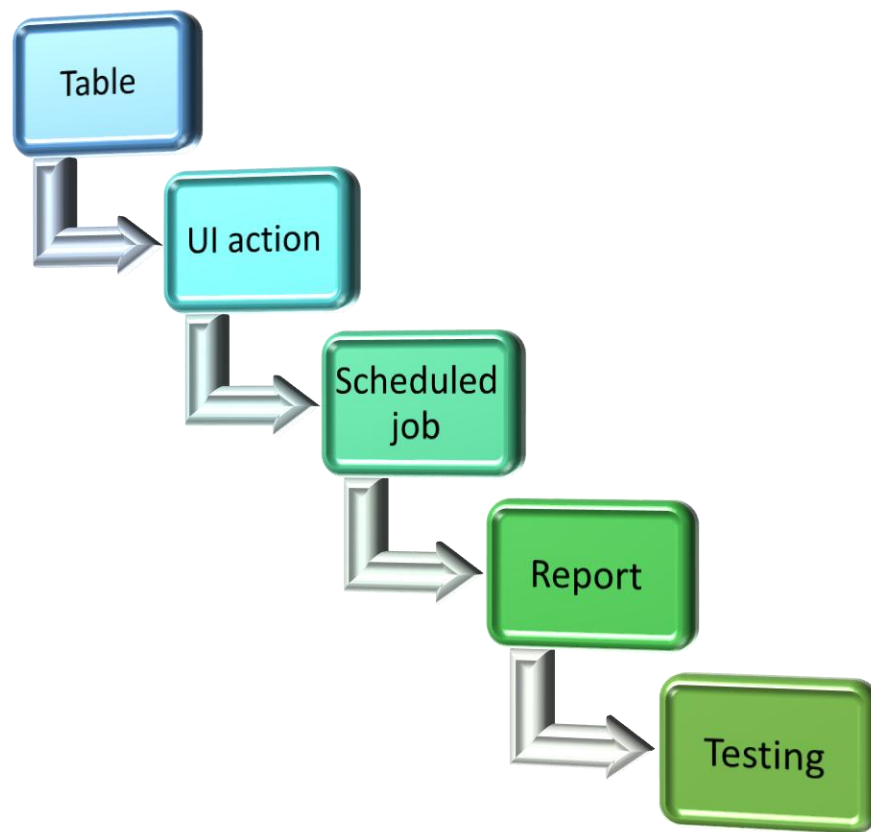 Table
UI action
Scheduled
job
Report
Testing